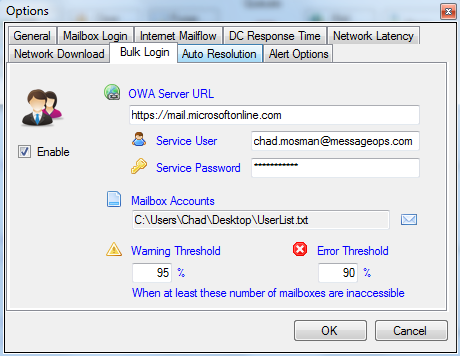 Options
General Mailbox Login Internet Mailflow DC Response Time Network Latency
Network Download Bulk Login Auto Resolution Alert Options
OWA Server URL
https://mail.microsoftonline.com
Service User chad.mosman@messageops.com
Enable
Service Password ***********
Mailbox Accounts
C:\Users\Chad\Desktop\UserList.txt
Warning Threshold Error Threshold
95 % 90 %
When at least these number of mailboxes are inaccessible
OK Cancel